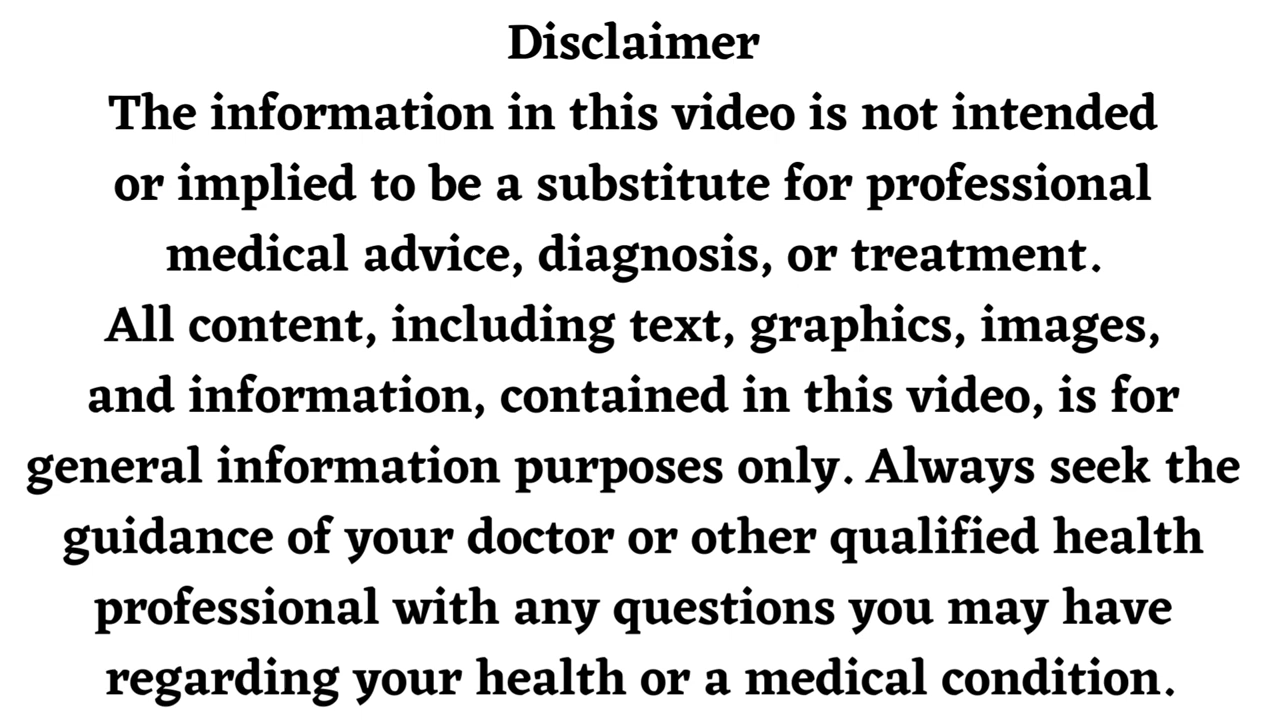 Disclaimer
The information in this video is not intended
or implied to be a substitute for professional
medical advice, diagnosis, or treatment.
All content, including text, graphics, images,
and information, contained in this video, is for
general information purposes only. Always seek the
guidance of your doctor or other qualified health
professional with any questions you may have
regarding your health or a medical condition.